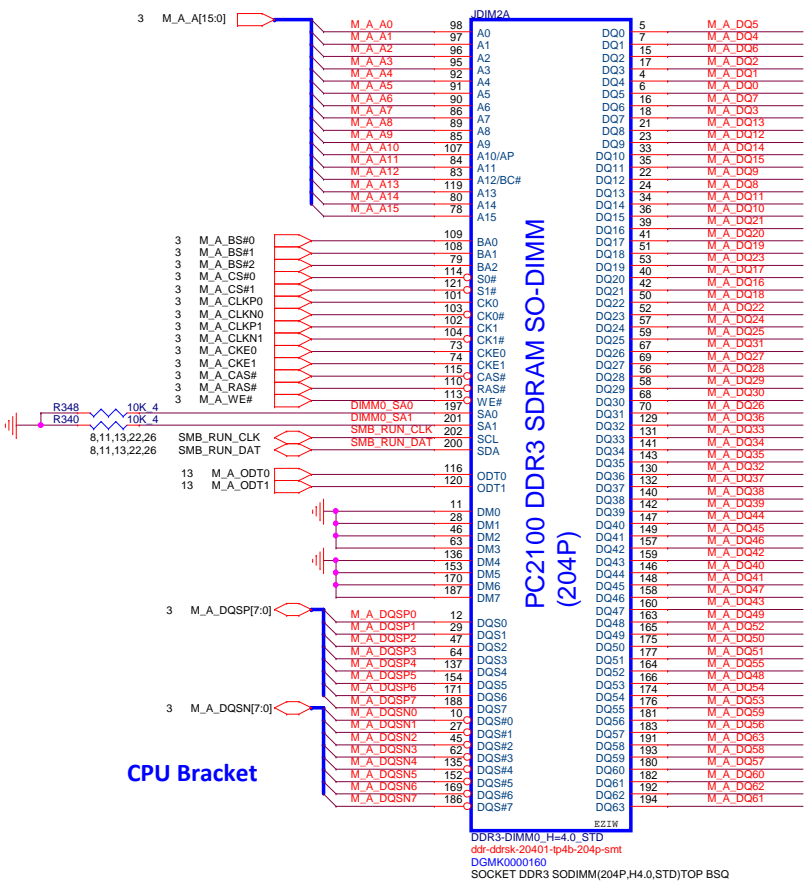 JDIM2A
3 M_A_A[15:0]
M_A_A0 98 A0
M_A_A1 97 A1
M_A_A2 96 A2
M_A_A3 95 A3
M_A_A4 92 A4
M_A_A5 91 A5
M_A_A6 90 A6
M_A_A7 86 A7
M_A_A8 89 A8
M_A_A9 85 A9
M_A_A10 107 A10/AP
M_A_A11 84 A11
M_A_A12 83 A12/BC#
M_A_A13 119 A13
M_A_A14 80 A14
M_A_A15 78 A15
3 M_A_BS#0 109 BA0
3 M_A_BS#1 108 BA1
3 M_A_BS#2 79 BA2
3 M_A_CS#0 114 S0#
3 M_A_CS#1 121 S1#
3 M_A_CLKP0 101 CK0
3 M_A_CLKN0 103 CK0#
3 M_A_CLKP1 102 CK1
3 M_A_CLKN1 104 CK1#
3 M_A_CKE0 73 CKE0
3 M_A_CKE1 74 CKE1
3 M_A_CAS# 115 CAS#
3 M_A_RAS# 110 RAS#
3 M_A_WE# 113 WE#
R348 10K_4 DIMM0_SA0 197 SA0
R340 10K_4 DIMM0_SA1 201 SA1
8,11,13,22,26 SMB_RUN_CLK SMB_RUN_CLK 202 SCL
8,11,13,22,26 SMB_RUN_DAT SMB_RUN_DAT 200 SDA
13 M_A_ODT0 116 ODT0
13 M_A_ODT1 120 ODT1
11 DM0
28 DM1
46 DM2
63 DM3
136 DM4
153 DM5
170 DM6
187 DM7
3 M_A_DQSP[7:0]
M_A_DQSP0 12 DQS0
M_A_DQSP1 29 DQS1
M_A_DQSP2 47 DQS2
M_A_DQSP3 64 DQS3
M_A_DQSP4 137 DQS4
M_A_DQSP5 154 DQS5
M_A_DQSP6 171 DQS6
M_A_DQSP7 188 DQS7
3 M_A_DQSN[7:0]
M_A_DQSN0 10 DQS#0
M_A_DQSN1 27 DQS#1
M_A_DQSN2 45 DQS#2
M_A_DQSN3 62 DQS#3
M_A_DQSN4 135 DQS#4
M_A_DQSN5 152 DQS#5
M_A_DQSN6 169 DQS#6
M_A_DQSN7 186 DQS#7
CPU Bracket
PC2100 DDR3 SDRAM SO-DIMM
(204P)
DQ0 5 M_A_DQ5
DQ1 7 M_A_DQ4
DQ2 15 M_A_DQ6
DQ3 17 M_A_DQ2
DQ4 4 M_A_DQ1
DQ5 6 M_A_DQ0
DQ6 16 M_A_DQ7
DQ7 18 M_A_DQ3
DQ8 21 M_A_DQ13
DQ9 23 M_A_DQ12
DQ10 33 M_A_DQ14
DQ11 35 M_A_DQ15
DQ12 22 M_A_DQ9
DQ13 24 M_A_DQ8
DQ14 34 M_A_DQ11
DQ15 36 M_A_DQ10
DQ16 39 M_A_DQ21
DQ17 41 M_A_DQ20
DQ18 51 M_A_DQ19
DQ19 53 M_A_DQ23
DQ20 40 M_A_DQ17
DQ21 42 M_A_DQ16
DQ22 50 M_A_DQ18
DQ23 52 M_A_DQ22
DQ24 57 M_A_DQ24
DQ25 59 M_A_DQ25
DQ26 67 M_A_DQ31
DQ27 69 M_A_DQ27
DQ28 56 M_A_DQ28
DQ29 58 M_A_DQ29
DQ30 68 M_A_DQ30
DQ31 70 M_A_DQ26
DQ32 129 M_A_DQ36
DQ33 131 M_A_DQ33
DQ34 141 M_A_DQ34
DQ35 143 M_A_DQ35
DQ36 130 M_A_DQ32
DQ37 132 M_A_DQ37
DQ38 140 M_A_DQ38
DQ39 142 M_A_DQ39
DQ40 147 M_A_DQ44
DQ41 149 M_A_DQ45
DQ42 157 M_A_DQ46
DQ43 159 M_A_DQ42
DQ44 146 M_A_DQ40
DQ45 148 M_A_DQ41
DQ46 158 M_A_DQ47
DQ47 160 M_A_DQ43
DQ48 163 M_A_DQ49
DQ49 165 M_A_DQ52
DQ50 175 M_A_DQ50
DQ51 177 M_A_DQ51
DQ52 164 M_A_DQ55
DQ53 166 M_A_DQ48
DQ54 174 M_A_DQ54
DQ55 176 M_A_DQ53
DQ56 181 M_A_DQ59
DQ57 183 M_A_DQ56
DQ58 191 M_A_DQ63
DQ59 193 M_A_DQ58
DQ60 180 M_A_DQ57
DQ61 182 M_A_DQ60
DQ62 192 M_A_DQ62
DQ63 194 M_A_DQ61
EZIW
DDR3-DIMM0_H=4.0_STD
ddr-ddrsk-20401-tp4b-204p-smt
DGMK0000160
SOCKET DDR3 SODIMM(204P,H4.0,STD)TOP BSQ